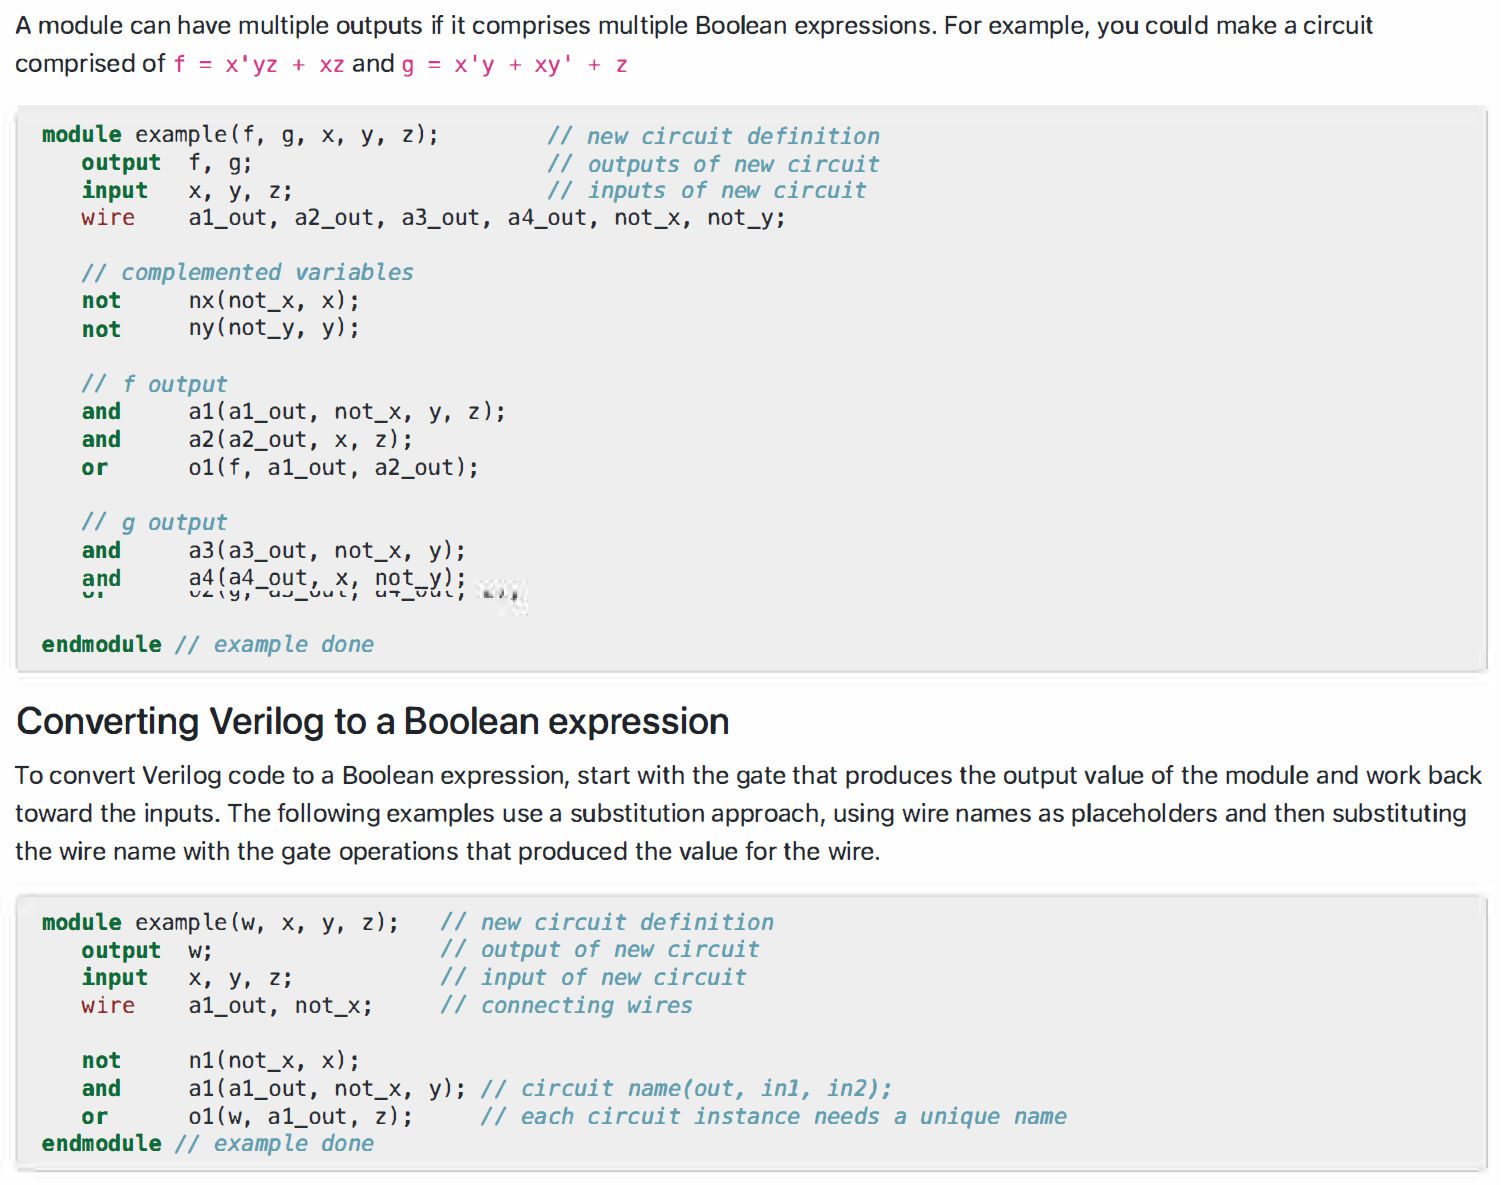 A module can have multiple outputs if it comprises multiple Boolean expressions. For example, you could make a circuit
comprised of f = x'yz + xz and g = x'y + xy' + z
module example(f, g, x, y, z);        // new circuit definition
   output  f, g;                      // outputs of new circuit
   input   x, y, z;                   // inputs of new circuit
   wire    a1_out, a2_out, a3_out, a4_out, not_x, not_y;
   // complemented variables
   not     nx(not_x, x);
   not     ny(not_y, y);
   // f output
   and     a1(a1_out, not_x, y, z);
   and     a2(a2_out, x, z);
   or      o1(f, a1_out, a2_out);
   // g output
   and     a3(a3_out, not_x, y);
   and     a4(a4_out, x, not_y);
endmodule // example done
Converting Verilog to a Boolean expression
To convert Verilog code to a Boolean expression, start with the gate that produces the output value of the module and work back
toward the inputs. The following examples use a substitution approach, using wire names as placeholders and then substituting
the wire name with the gate operations that produced the value for the wire.
module example(w, x, y, z);   // new circuit definition
   output  w;                 // output of new circuit
   input   x, y, z;           // input of new circuit
   wire    a1_out, not_x;     // connecting wires
   not     n1(not_x, x);
   and     a1(a1_out, not_x, y); // circuit name(out, in1, in2);
   or      o1(w, a1_out, z);     // each circuit instance needs a unique name
endmodule // example done